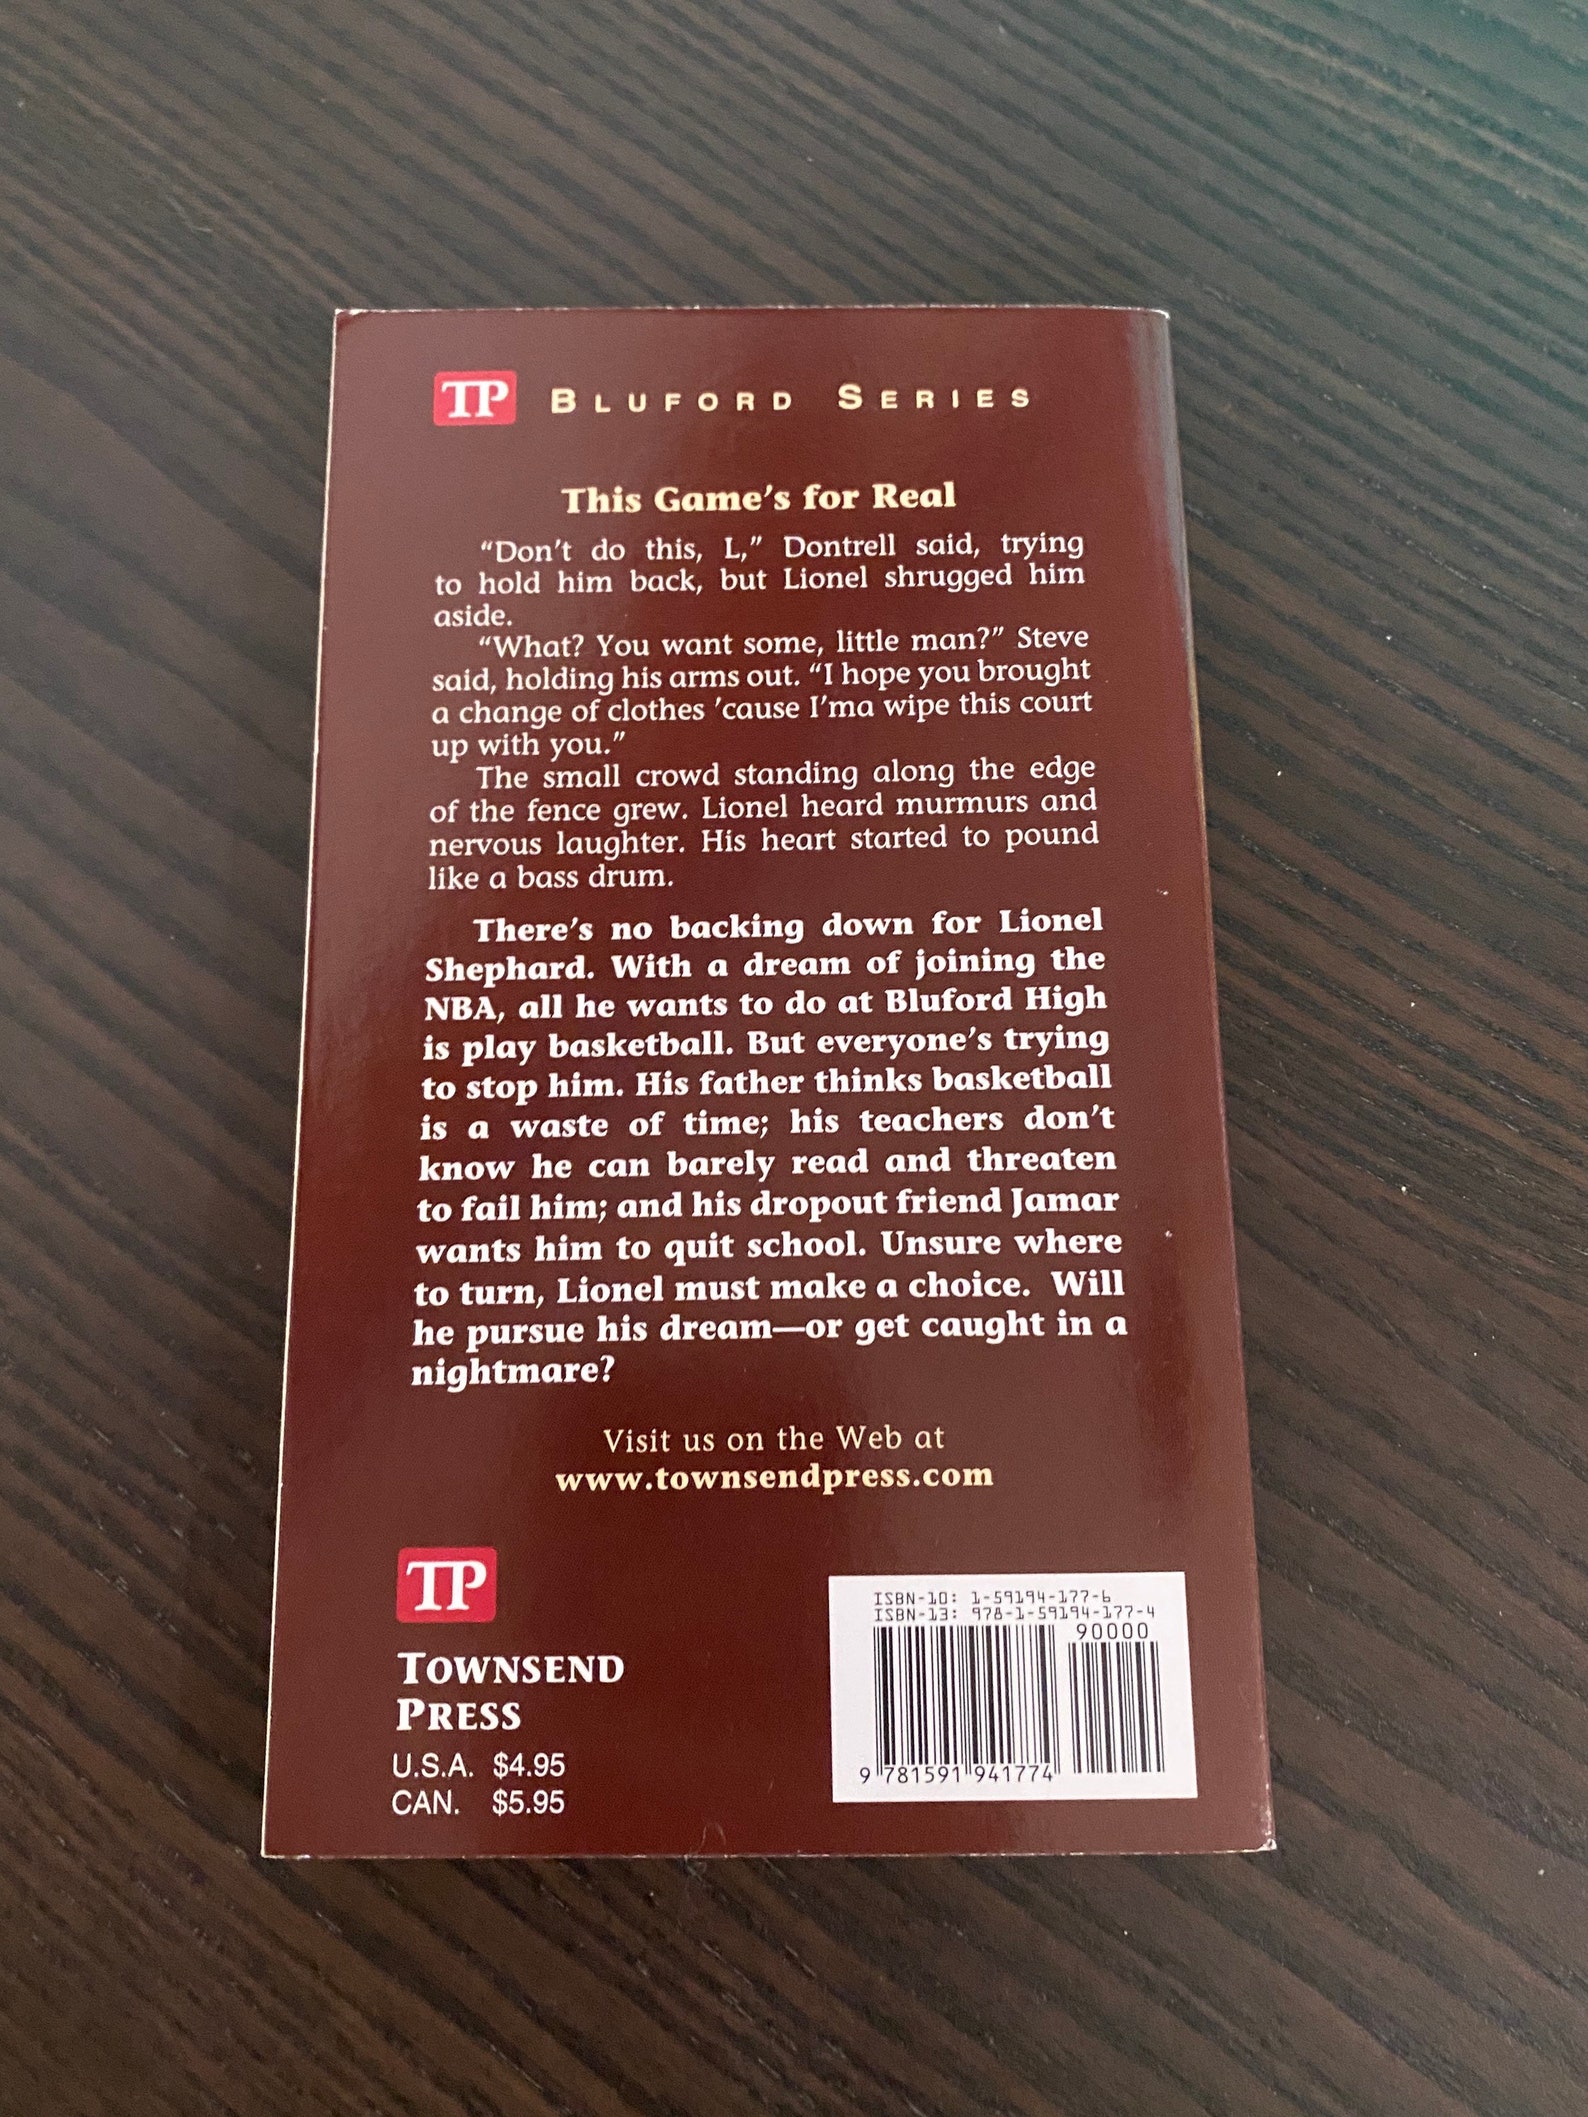 TP BLUFORD SERIES
This Game's for Real
“Don't do this, L,” Dontrell said, trying
to hold him back, but Lionel shrugged him
aside.
“What? You want some, little man?” Steve
said, holding his arms out. “I hope you brought
a change of clothes 'cause I'ma wipe this court
up with you.”
The small crowd standing along the edge
of the fence grew. Lionel heard murmurs and
nervous laughter. His heart started to pound
like a bass drum.
There's no backing down for Lionel
Shephard. With a dream of joining the
NBA, all he wants to do at Bluford High
is play basketball. But everyone's trying
to stop him. His father thinks basketball
is a waste of time; his teachers don't
know he can barely read and threaten
to fail him; and his dropout friend Jamar
wants him to quit school. Unsure where
to turn, Lionel must make a choice. Will
he pursue his dream—or get caught in a
nightmare?
Visit us on the Web at
www.townsendpress.com
TP
TOWNSEND
PRESS
U.S.A. $4.95
CAN. $5.95
ISBN-10: 1-59194-177-6
ISBN-13: 978-1-59194-177-4
90000
9 781591 941774